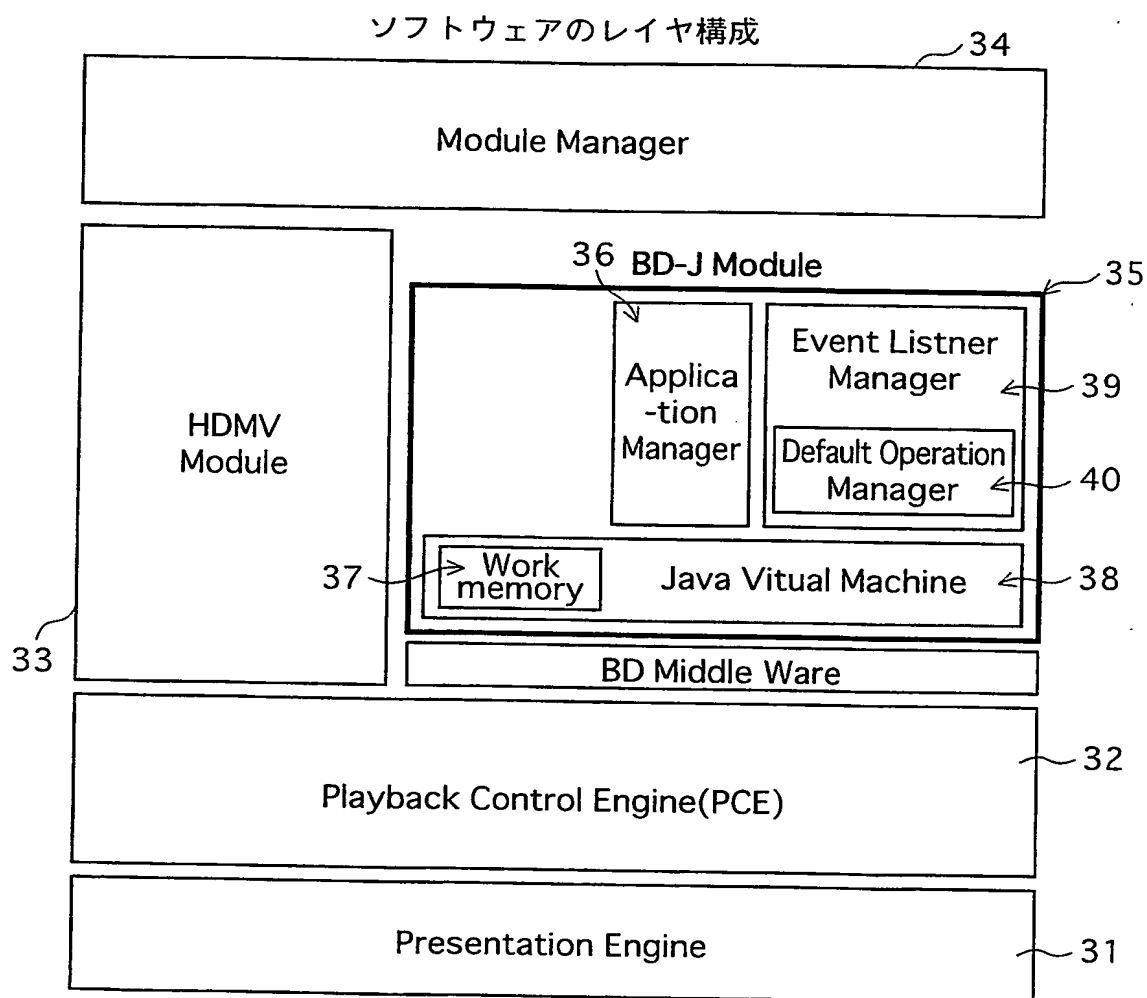 ソフトウェアのレイヤ構成
34
Module Manager
36
BD-J Module
35
HDMV
Module
Applica
-tion
Manager
Event Listner
Manager
39
Default Operation
Manager
40
37
Work
memory
Java Vitual Machine
38
33
BD Middle Ware
32
Playback Control Engine(PCE)
Presentation Engine
31